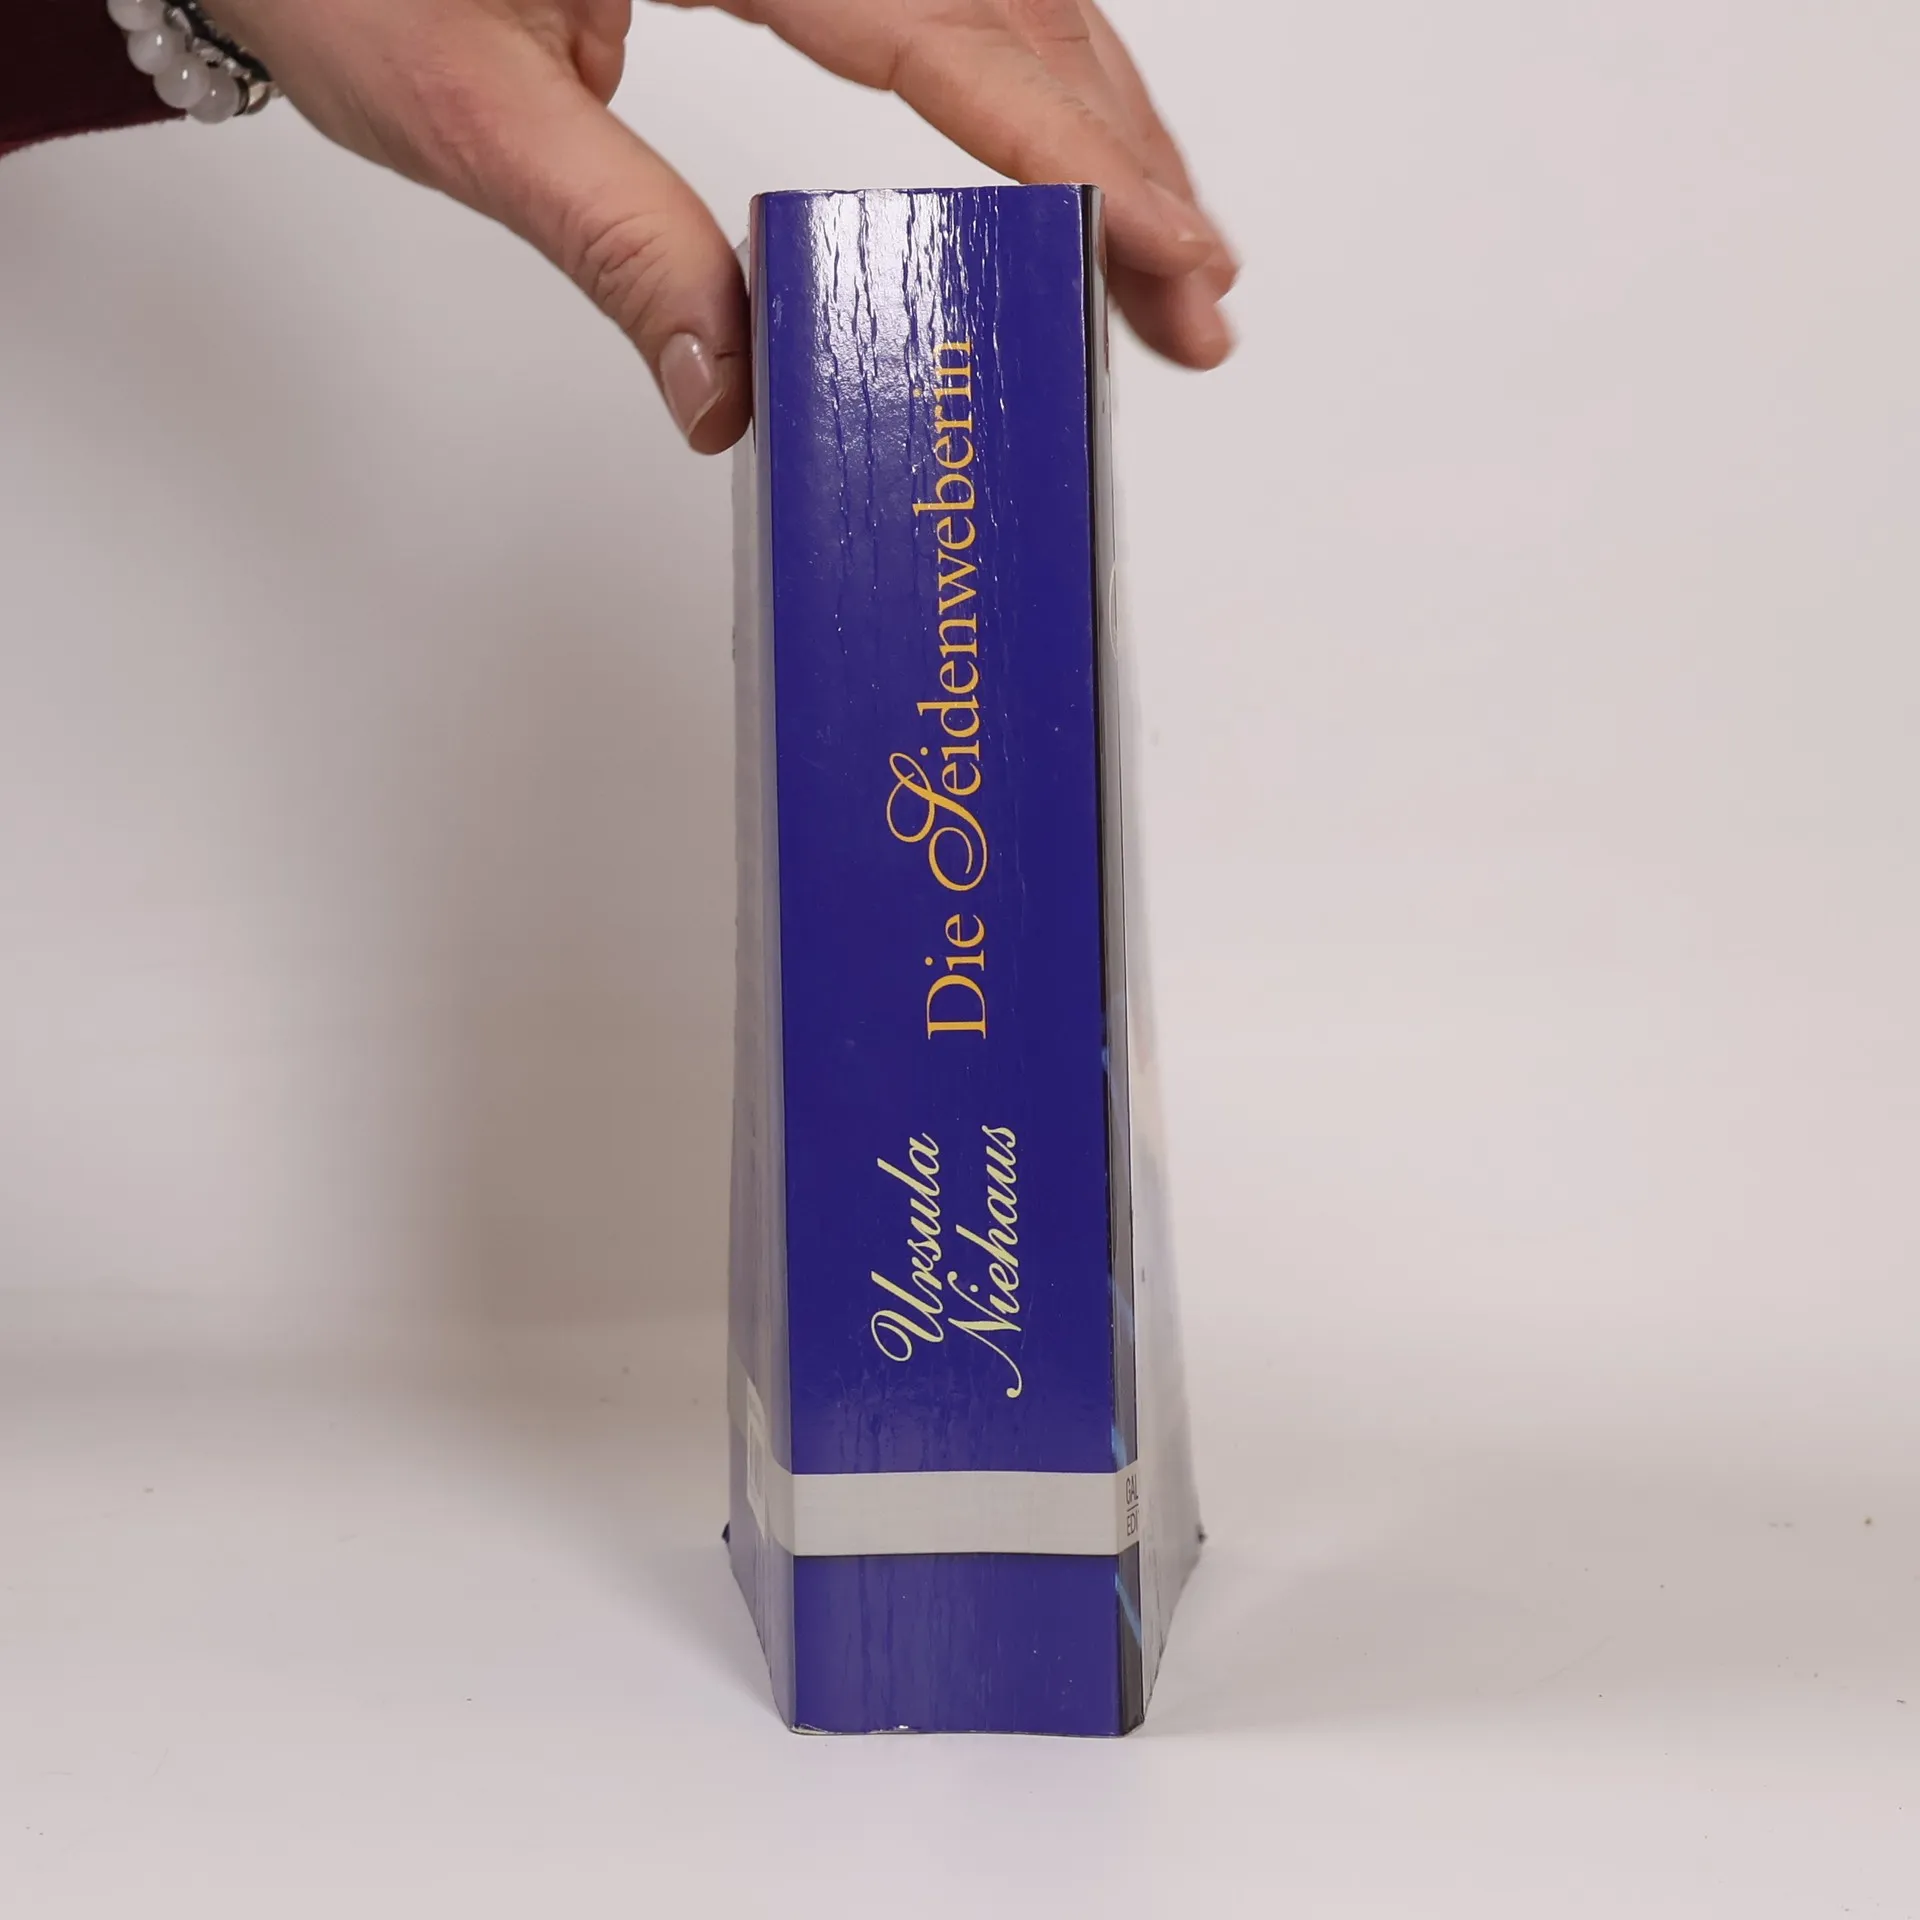 Ursula
Niehaus
Die Seidenweberin